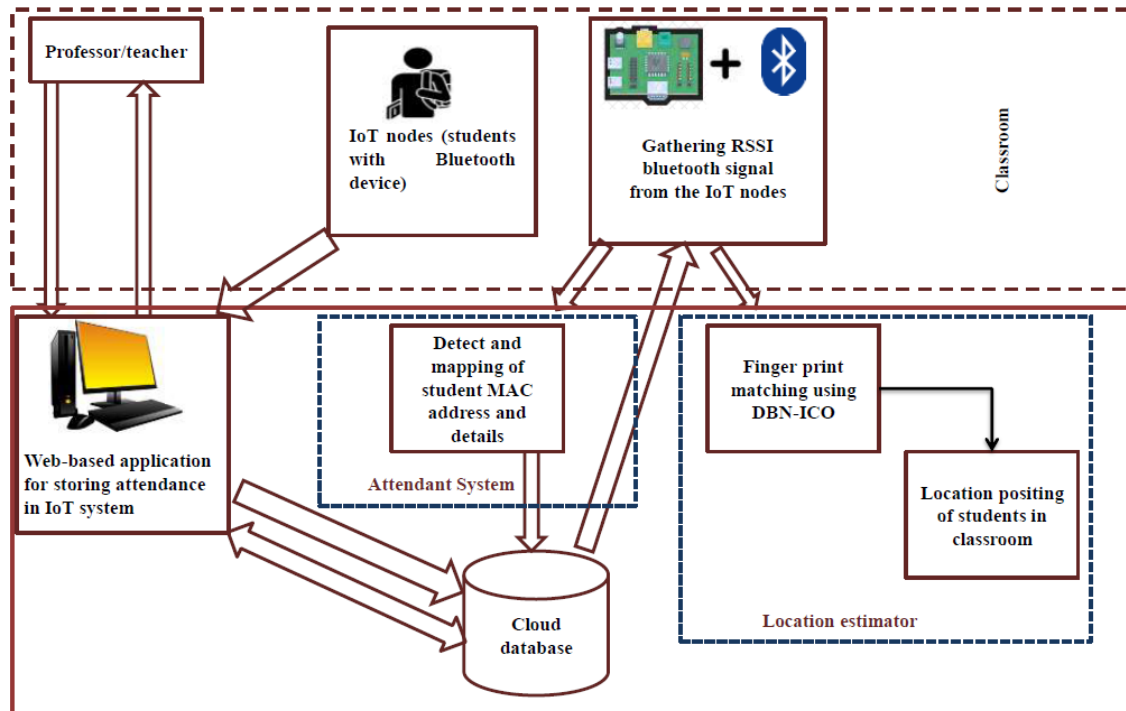 Professor/teacher
IoT nodes (students
with Bluetooth
device)
Gathering RSSI
bluetooth signal
from the IoT nodes
Classroom
Web-based application
for storing attendance
in IoT system
Detect and
mapping of
student MAC
address and
details
Attendant System
Finger print
matching using
DBN-ICO
Location positing
of students in
classroom
Location estimator
Cloud
database